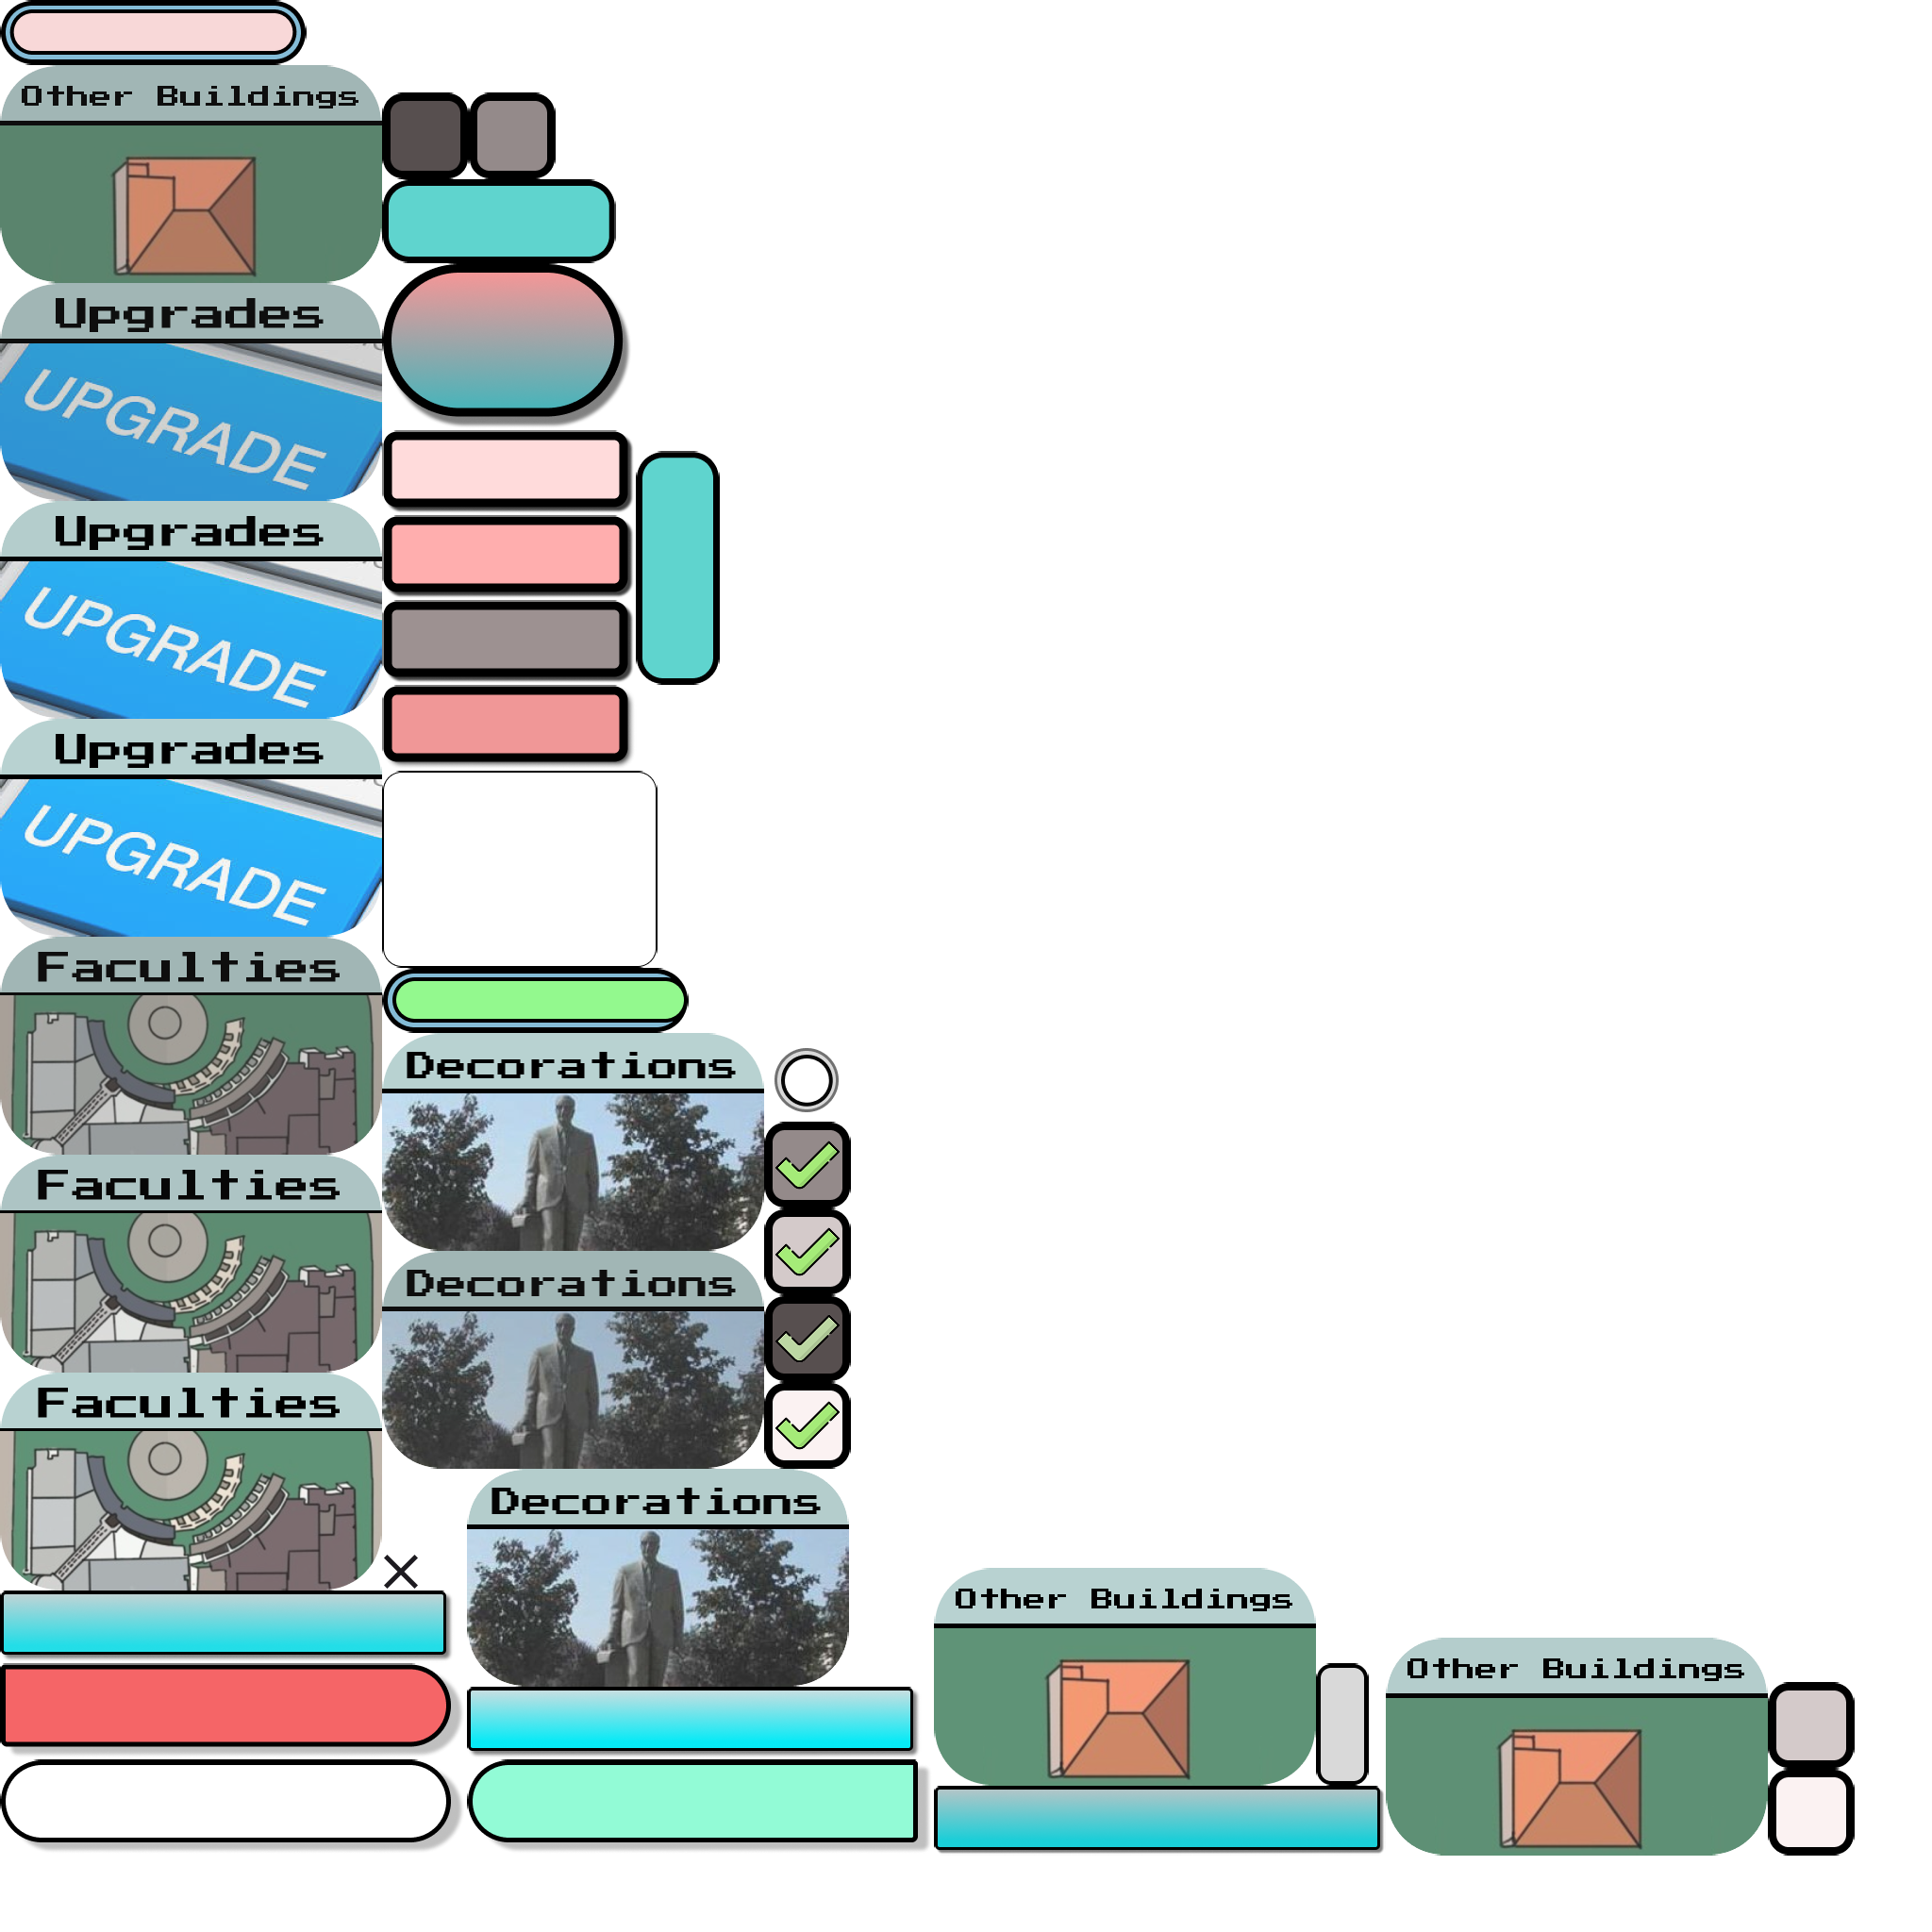 Other Buildings
Upgrades
UPGRADE
Upgrades
UPGRADE
Upgrades
UPGRADE
Faculties
Decorations
Faculties
Decorations
Faculties
Decorations
Other Buildings
Other Buildings